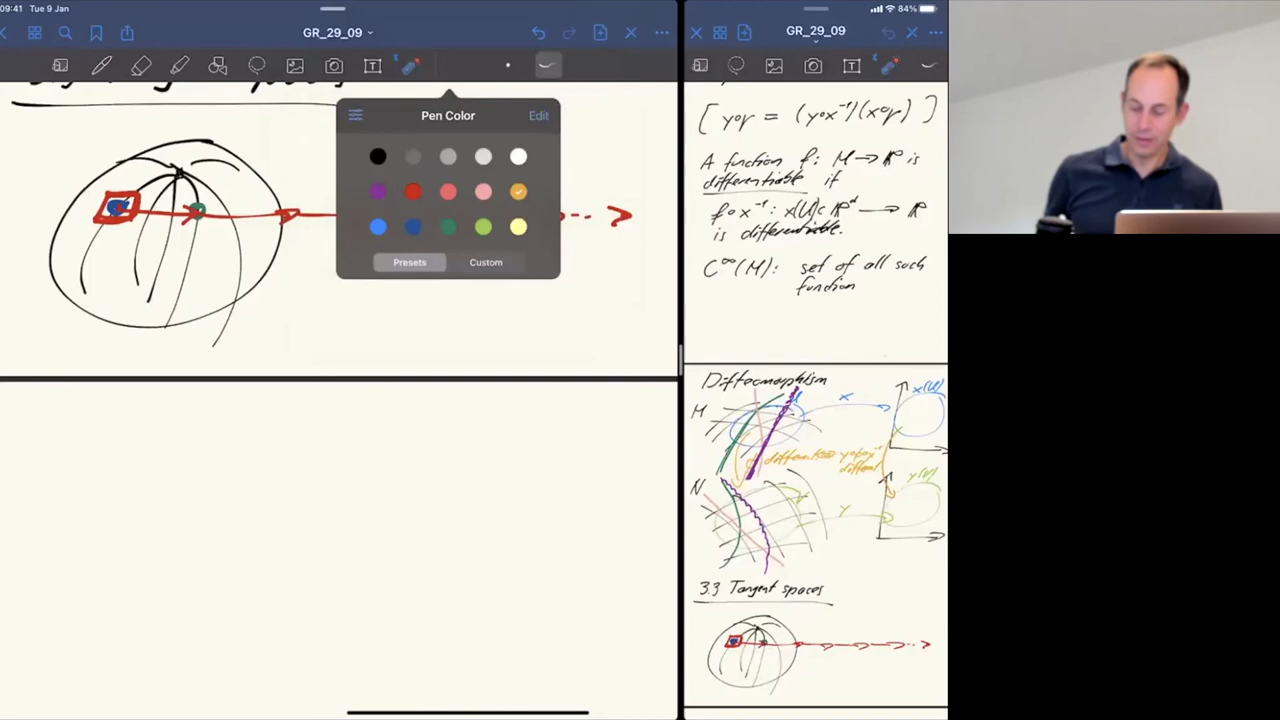 09:41 Tue 9 Jan
GR_29_09
Pen Color
Edit
Presets
Custom
84%
GR_29_09
[ y∘γ = (y∘x⁻¹)(x∘γ) ]
A function f: M → ℝ is
differentiable if
f∘x⁻¹: x(U) ⊂ ℝᵈ → ℝ
is differentiable.
C^∞(M): set of all such
function
Diffeomorphism
M
x
x(U)
N
y
y(V)
3.3 Tangent spaces